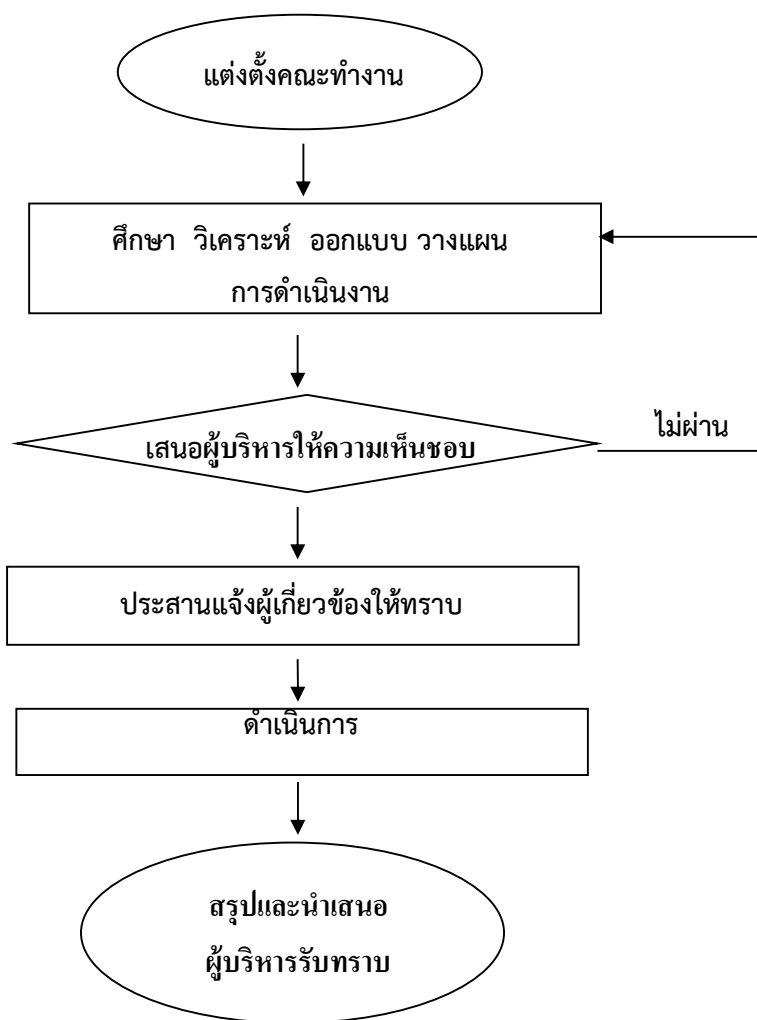 แต่งตั้งคณะทำงาน
ศึกษา วิเคราะห์ ออกแบบ วางแผน
การดำเนินงาน
เสนอผู้บริหารให้ความเห็นชอบ
ไม่ผ่าน
ประสานแจ้งผู้เกี่ยวข้องให้ทราบ
ดำเนินการ
สรุปและนำเสนอ
ผู้บริหารรับทราบ